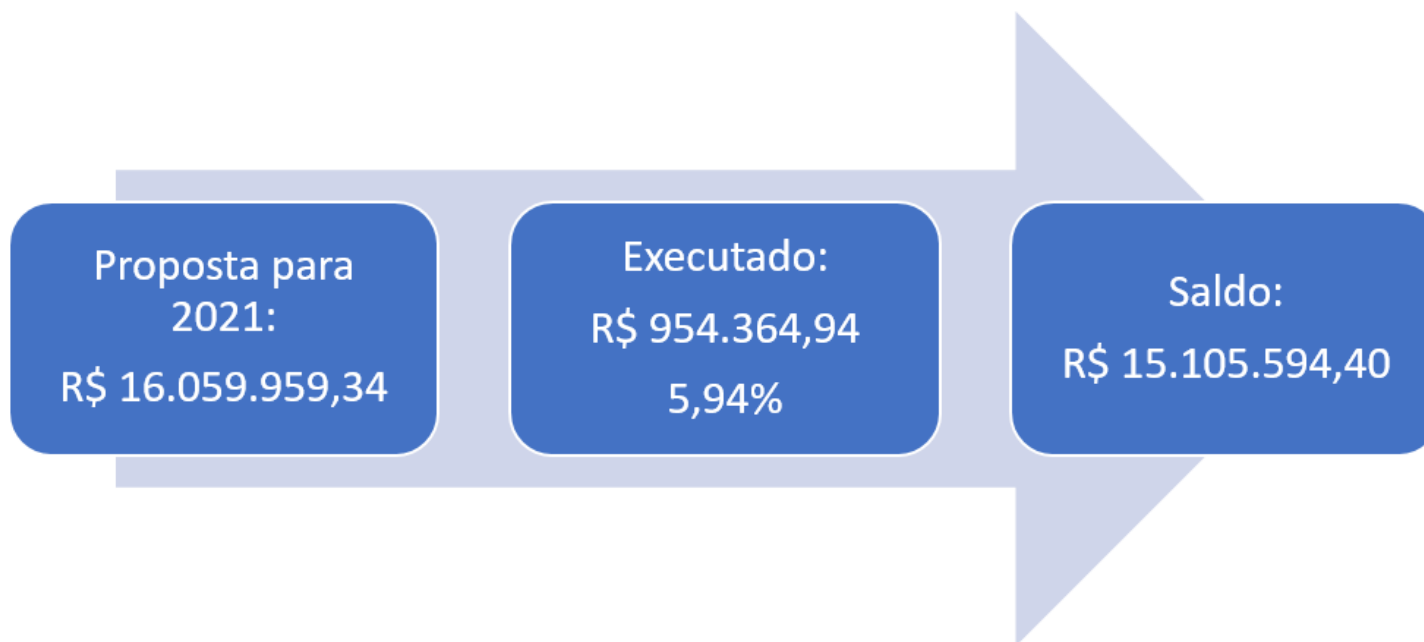 Proposta para
2021:
R$ 16.059.959,34
Executado:
R$ 954.364,94
5,94%
Saldo:
R$ 15.105.594,40